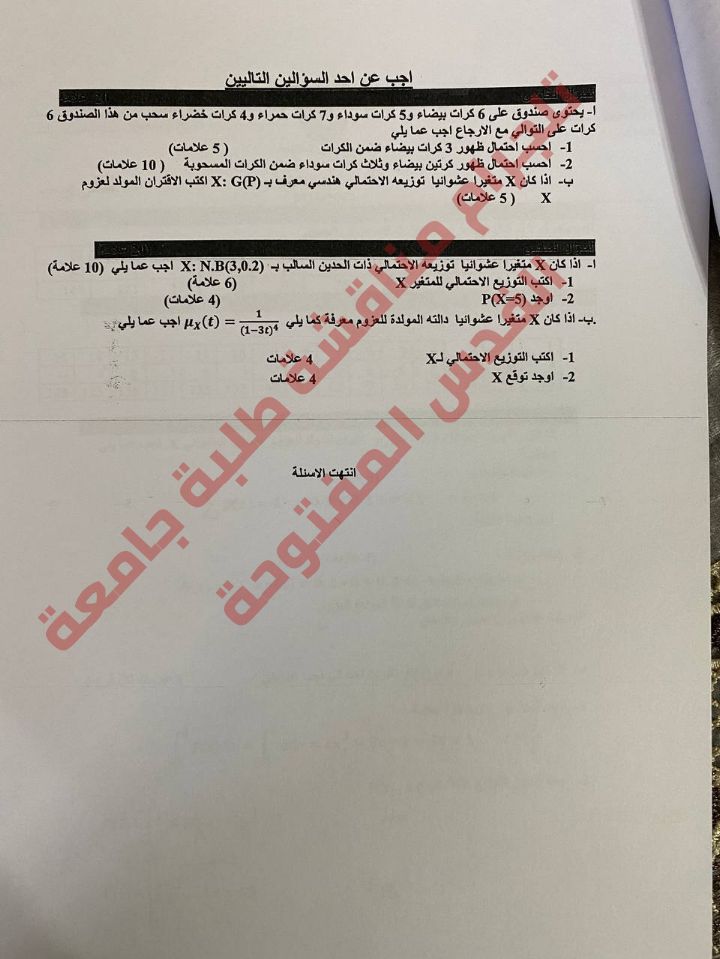 اجب عن احد السؤالين التاليين
ا- يحتوى صندوق على 6 كرات بيضاء و5 كرات سوداء و7 كرات حمراء و4 كرات خضراء سحب من هذا الصندوق 6
كرات على التوالي مع الارجاع اجب عما يلي
1- احسب احتمال ظهور 3 كرات بيضاء ضمن الكرات ( 5 علامات)
2- احسب احتمال ظهور كرتين بيضاء وثلاث كرات سوداء ضمن الكرات المسحوبة ( 10 علامات)
ب- اذا كان X متغيرا عشوائيا توزيعه الاحتمالي هندسي معرف بـ X: G(P) اكتب الاقتران المولد لعزوم
X ( 5 علامات)
ا- اذا كان X متغيرا عشوائيا توزيعه الاحتمالي ذات الحدين السالب بـ X: N.B(3,0.2) اجب عما يلي (10 علامة)
1- اكتب التوزيع الاحتمالي للمتغير X (6 علامة)
2- اوجد P(X=5) (4 علامات)
ب- اذا كان X متغيرا عشوائيا دالته المولدة للعزوم معرفة كما يلي μ_X(t) = 1/(1−3t)^4 اجب عما يلي.
1- اكتب التوزيع الاحتمالي لـX 4 علامات
2- اوجد توقع X 4 علامات
انتهت الاسئلة
تلجرام مناقشة طلبة جامعة
القدس المفتوحة